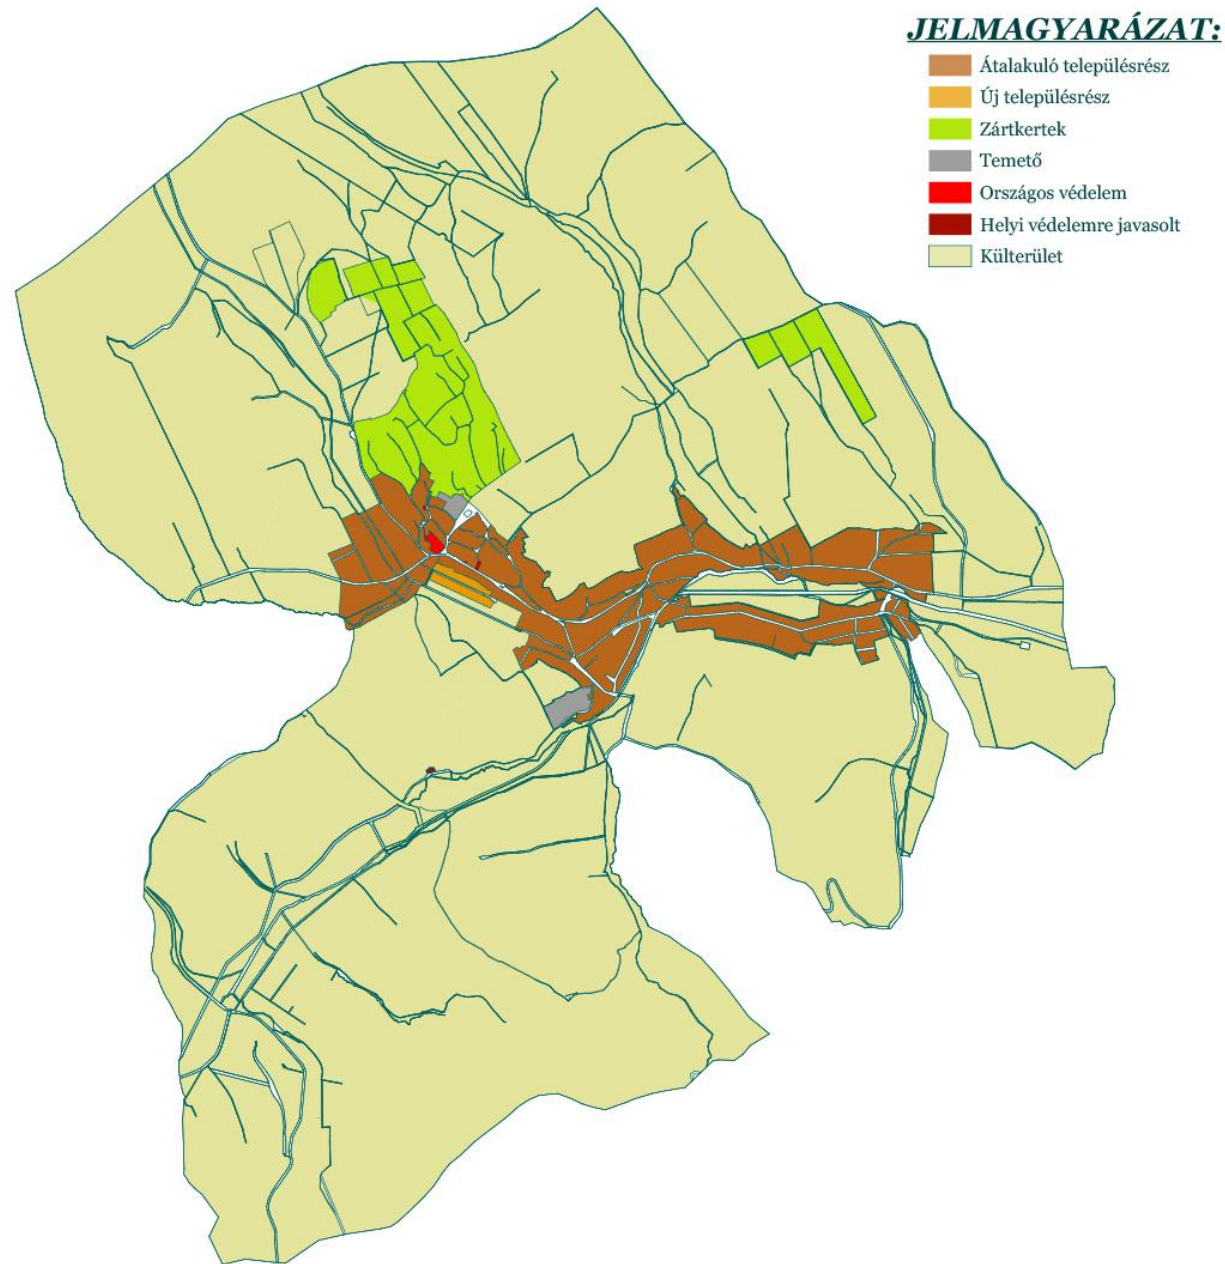 JELMAGYARÁZAT:
Átalakuló településrész
Új településrész
Zártkertek
Temető
Országos védelem
Helyi védelemre javasolt
Külterület